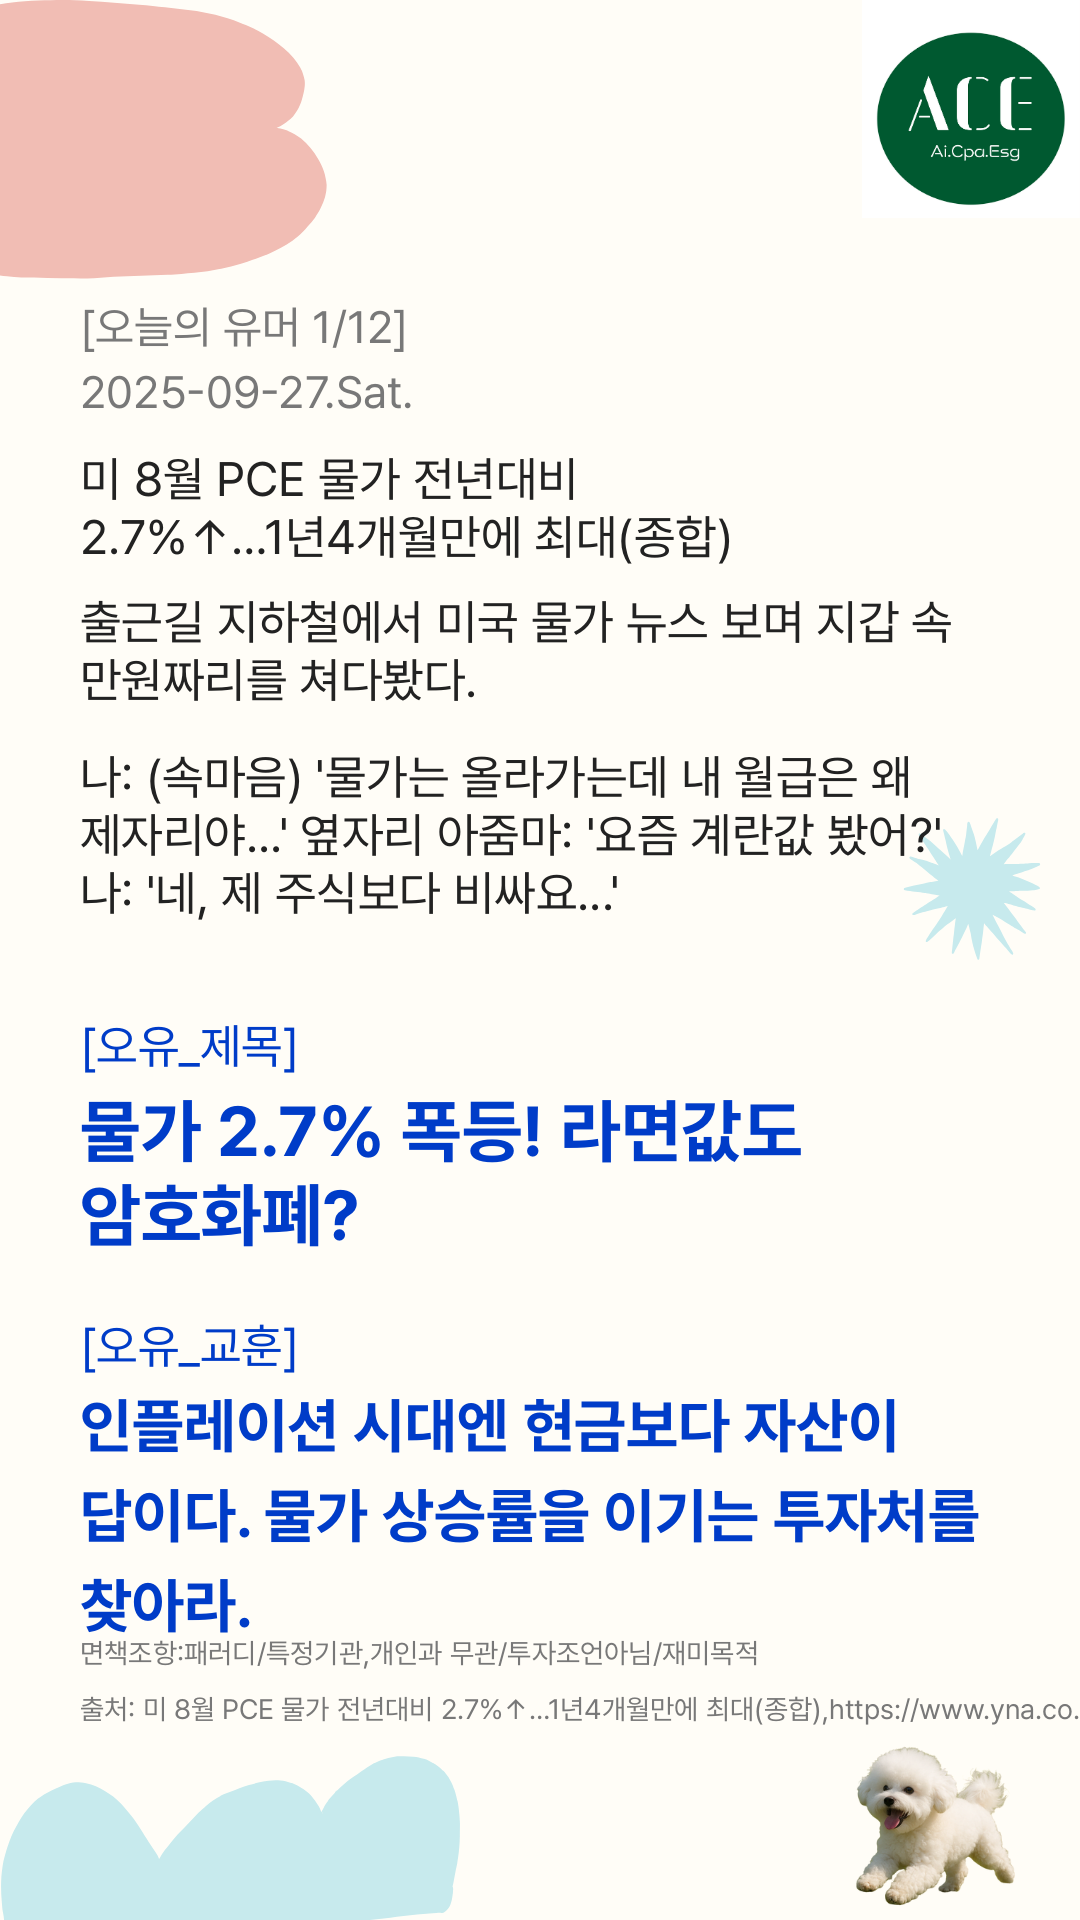 ACE
Ai.Cpa.Esg
[오늘의 유머 1/12]
2025-09-27.Sat.
미 8월 PCE 물가 전년대비
2.7%↑…1년4개월만에 최대(종합)
출근길 지하철에서 미국 물가 뉴스 보며 지갑 속
만원짜리를 쳐다봤다.
나: (속마음) '물가는 올라가는데 내 월급은 왜
제자리야...' 옆자리 아줌마: '요즘 계란값 봤어?'
나: '네, 제 주식보다 비싸요...'
[오유_제목]
물가 2.7% 폭등! 라면값도
암호화폐?
[오유_교훈]
인플레이션 시대엔 현금보다 자산이
답이다. 물가 상승률을 이기는 투자처를
찾아라.
면책조항:패러디/특정기관,개인과 무관/투자조언아님/재미목적
출처: 미 8월 PCE 물가 전년대비 2.7%↑…1년4개월만에 최대(종합),https://www.yna.co.